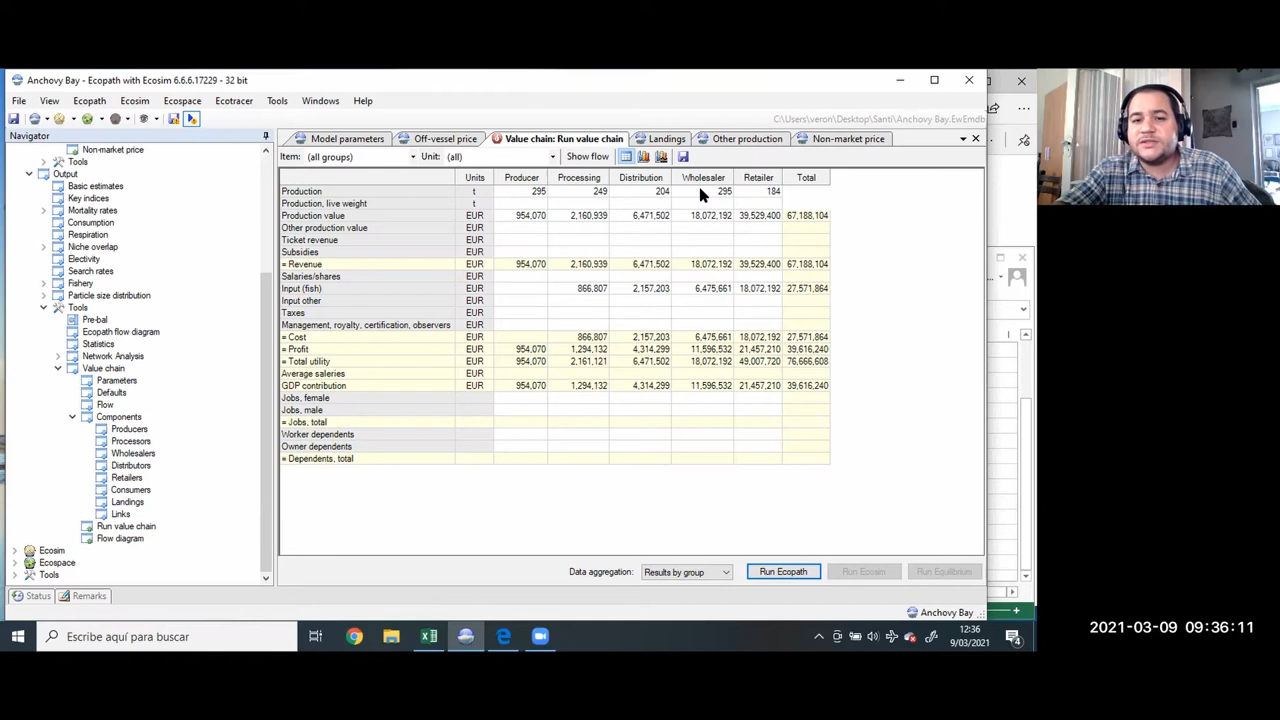 Anchovy Bay - Ecopath with Ecosim 6.6.6.17229 - 32 bit
File View Ecopath Ecosim Ecospace Ecotracer Tools Windows Help
C:\Users\veron\Desktop\Santi\Anchovy Bay.EwEmdb
Navigator
Non-market price
Tools
Output
Basic estimates
Key indices
Mortality rates
Consumption
Respiration
Niche overlap
Electivity
Search rates
Fishery
Particle size distribution
Tools
Pre-bal
Ecopath flow diagram
Statistics
Network Analysis
Value chain
Parameters
Defaults
Flow
Components
Producers
Processors
Wholesalers
Distributors
Retailers
Consumers
Landings
Links
Run value chain
Flow diagram
Ecosim
Ecospace
Tools
Status Remarks
Model parameters Off-vessel price Value chain: Run value chain Landings Other production Non-market price
Item: (all groups) Unit: (all) Show flow
Units Producer Processing Distribution Wholesaler Retailer Total
Production t 295 249 204 295 184
Production, live weight t
Production value EUR 954,070 2,160,939 6,471,502 18,072,192 39,529,400 67,188,104
Other production value EUR
Ticket revenue EUR
Subsidies EUR
= Revenue EUR 954,070 2,160,939 6,471,502 18,072,192 39,529,400 67,188,104
Salaries/shares EUR
Input (fish) EUR 866,807 2,157,203 6,475,661 18,072,192 27,571,864
Input other EUR
Taxes EUR
Management, royalty, certification, observers EUR
= Cost EUR 866,807 2,157,203 6,475,661 18,072,192 27,571,864
= Profit EUR 954,070 1,294,132 4,314,299 11,596,532 21,457,210 39,616,240
= Total utility EUR 954,070 2,161,121 6,471,502 18,072,192 49,007,720 76,666,608
Average saleries EUR
GDP contribution EUR 954,070 1,294,132 4,314,299 11,596,532 21,457,210 39,616,240
Jobs, female
Jobs, male
= Jobs, total
Worker dependents
Owner dependents
= Dependents, total
Data aggregation: Results by group Run Ecopath Run Ecosim Run Equilibrium
Anchovy Bay
Escribe aquí para buscar
12:36
9/03/2021
4
2021-03-09 09:36:11